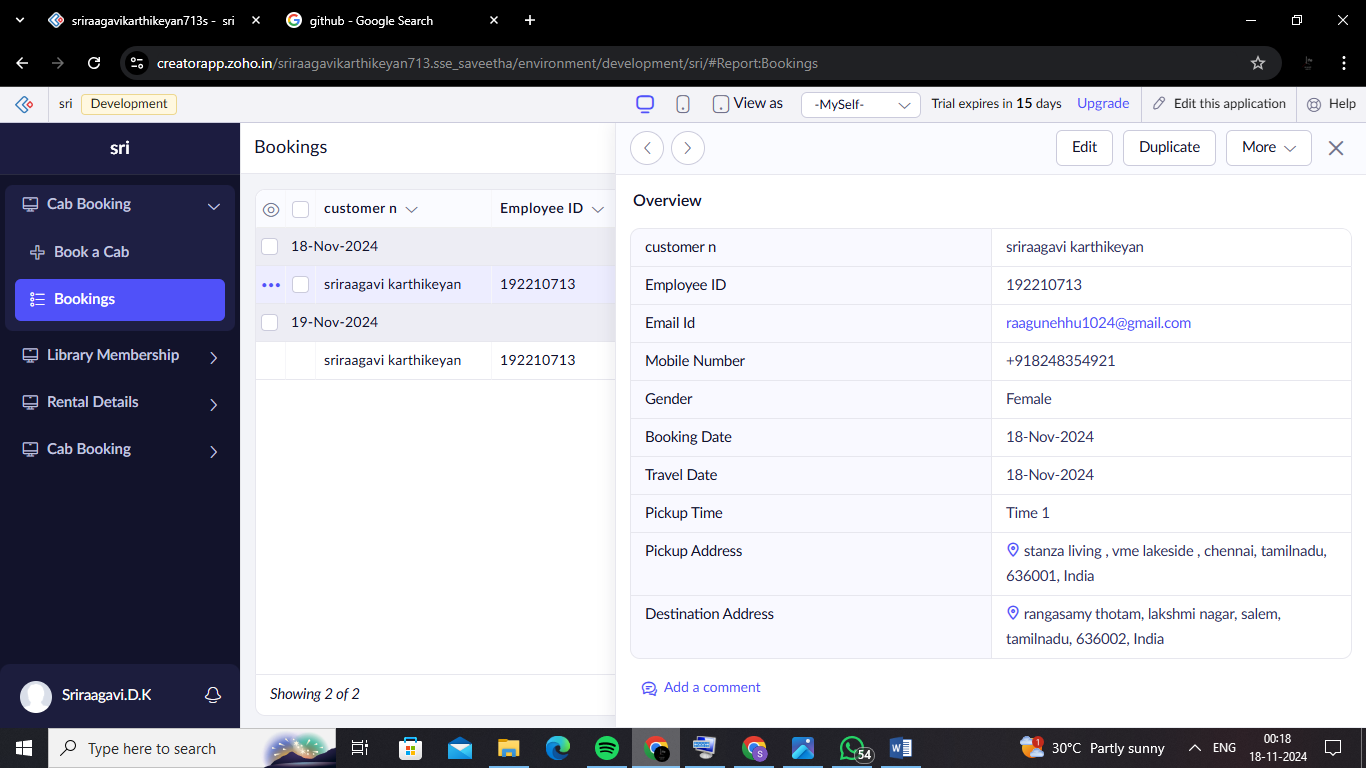 sriraagavikarthikeyan713s - sri
github - Google Search
creatorapp.zoho.in/sriraagavikarthikeyan713.sse_saveetha/environment/development/sri/#Report:Bookings
sri Development View as -MySelf- Trial expires in 15 days Upgrade Edit this application Help
sri
Cab Booking
Book a Cab
Bookings
Library Membership
Rental Details
Cab Booking
Sriraagavi.D.K
Bookings
customer n Employee ID
18-Nov-2024
sriraagavi karthikeyan 192210713
19-Nov-2024
sriraagavi karthikeyan 192210713
Showing 2 of 2
Edit Duplicate More
Overview
customer n sriraagavi karthikeyan
Employee ID 192210713
Email Id raagunehhu1024@gmail.com
Mobile Number +918248354921
Gender Female
Booking Date 18-Nov-2024
Travel Date 18-Nov-2024
Pickup Time Time 1
Pickup Address stanza living , vme lakeside , chennai, tamilnadu,
636001, India
Destination Address rangasamy thotam, lakshmi nagar, salem,
tamilnadu, 636002, India
Add a comment
Type here to search
S
54
1
30°C Partly sunny
ENG
00:18
18-11-2024